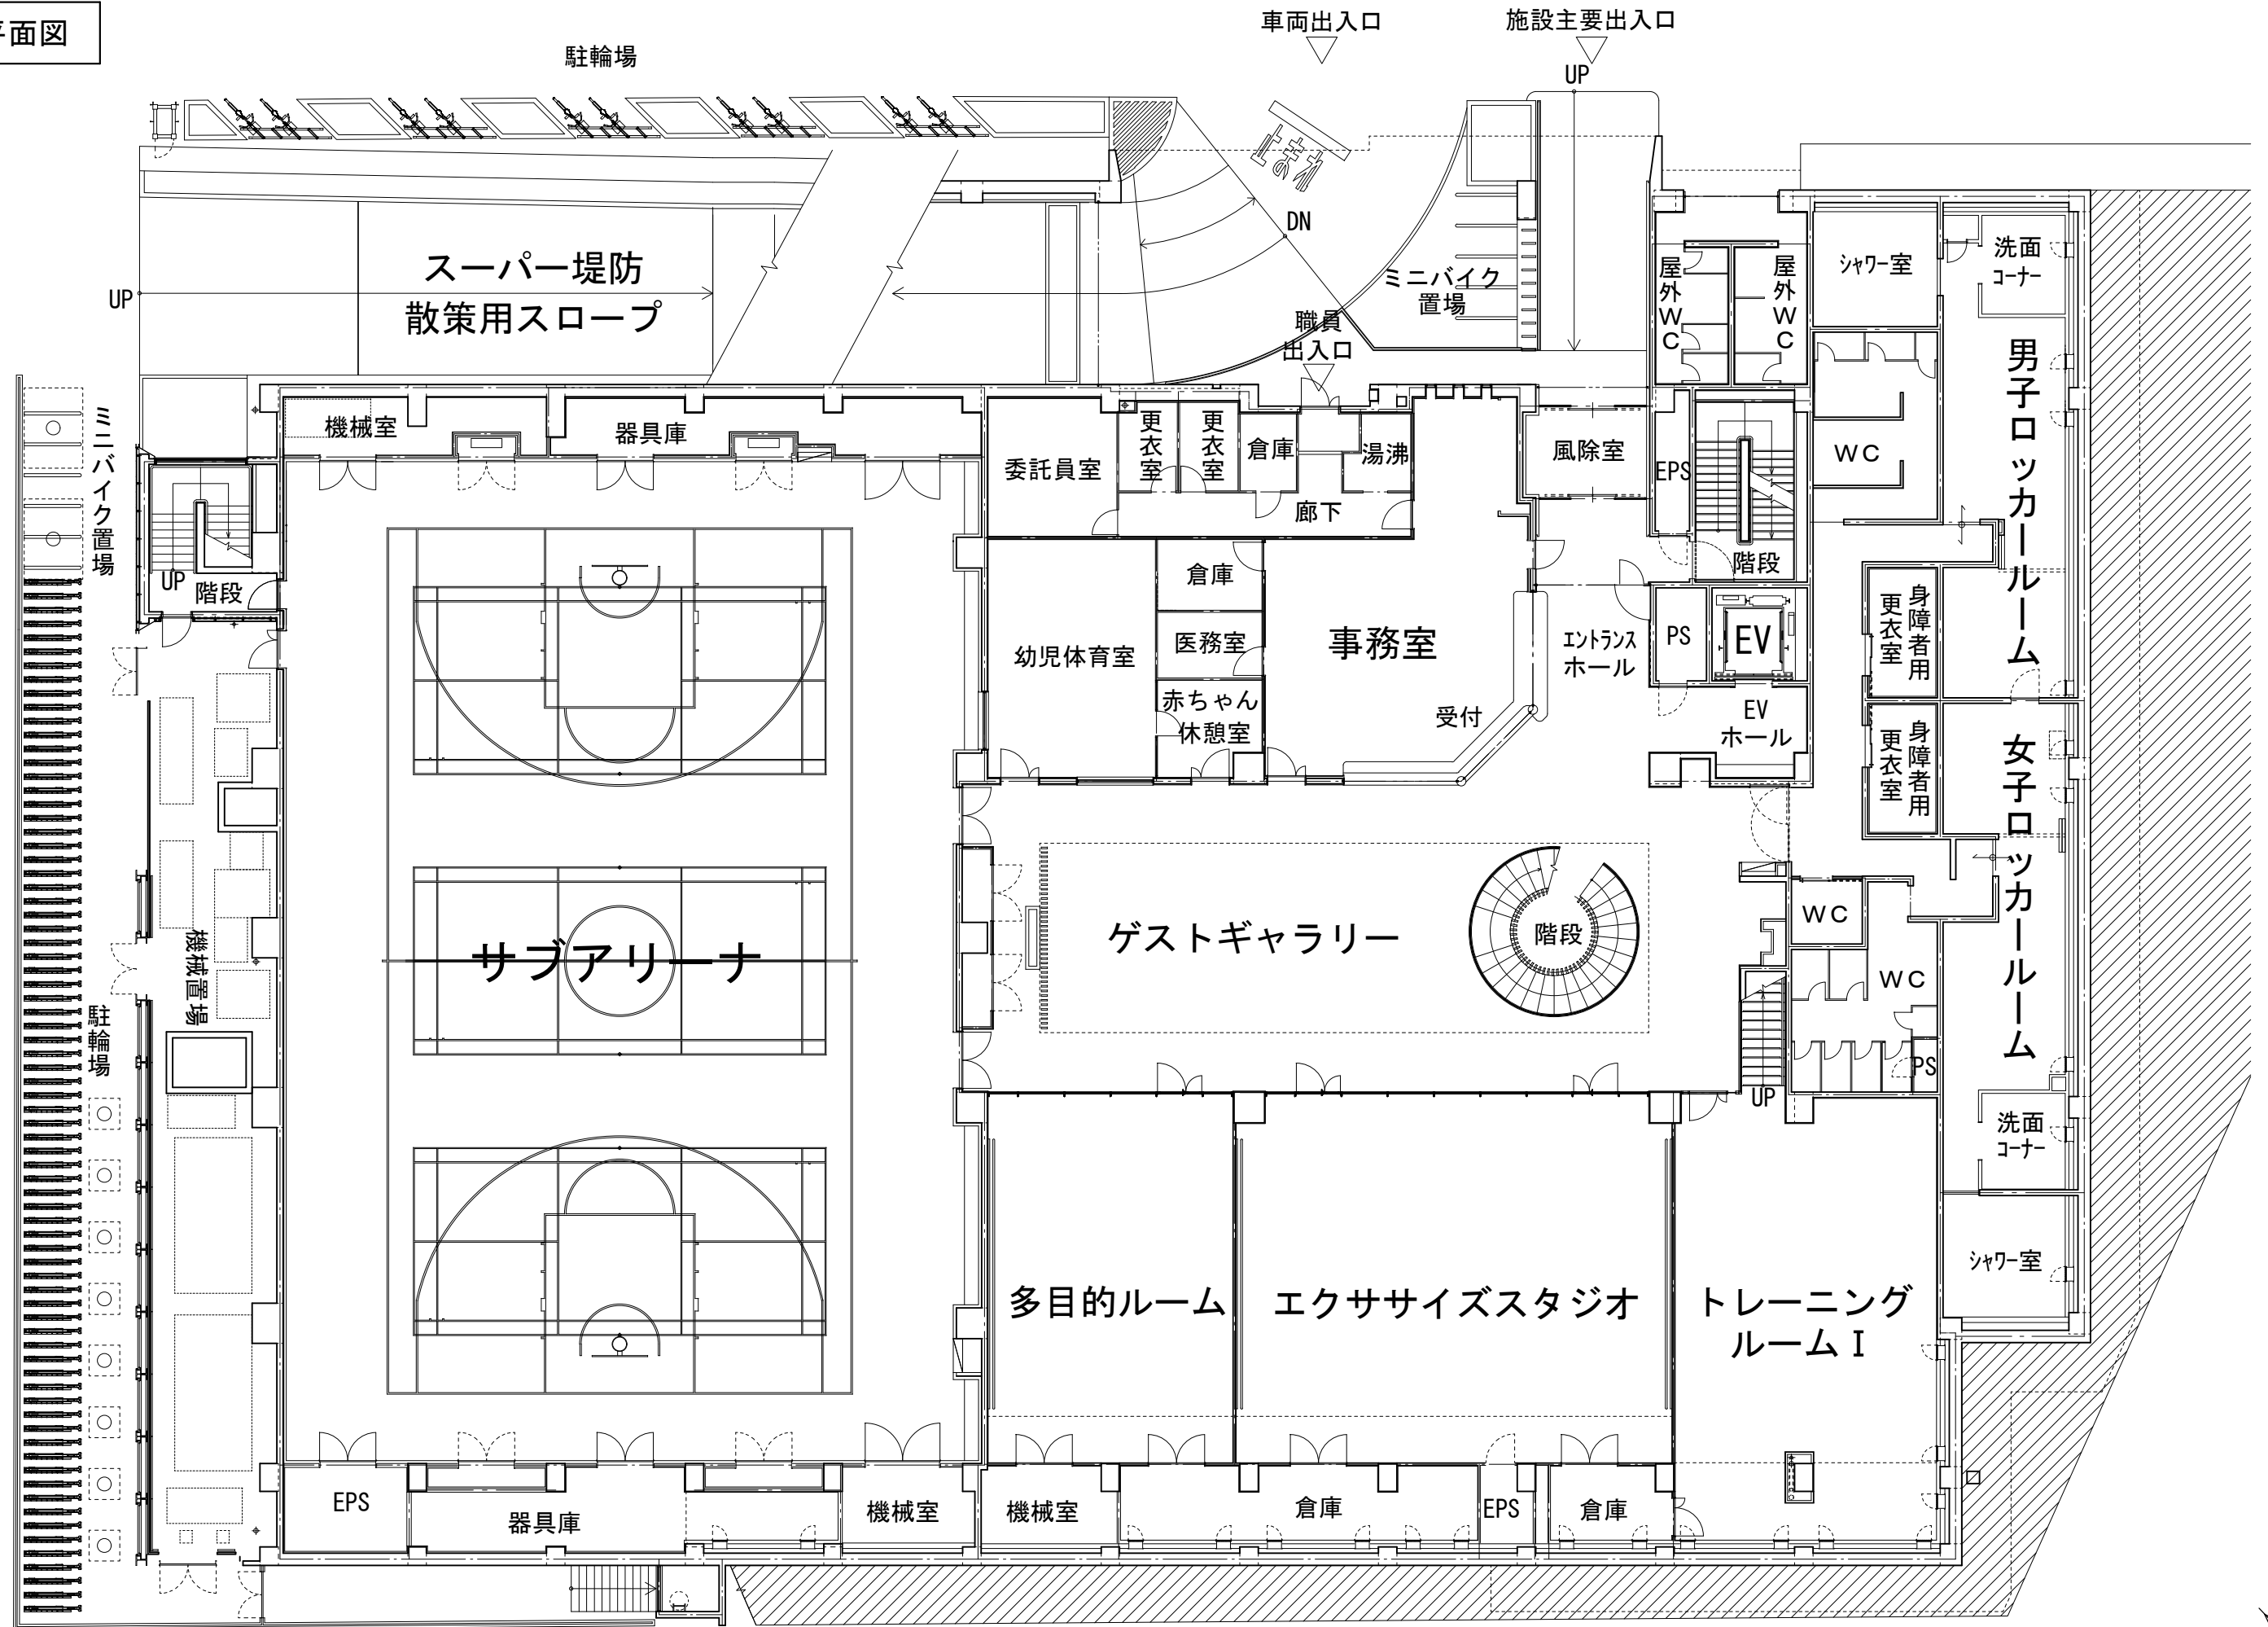 平面図
車両出入口
施設主要出入口
駐輪場
UP
とまれ
DN
スーパー堤防
散策用スロープ
UP
ミニバイク
置場
職員
出入口
屋外WC
屋外WC
シャワー室
洗面
コーナー
男子ロッカールーム
ミニバイク置場
機械室
器具庫
委託員室
更衣室
更衣室
倉庫
湯沸
廊下
風除室
EPS
階段
WC
UP
階段
幼児体育室
倉庫
医務室
赤ちゃん
休憩室
事務室
受付
エントランス
ホール
PS
EV
EV
ホール
身障者用
更衣室
身障者用
更衣室
女子ロッカールーム
サブアリーナ
ゲストギャラリー
階段
WC
WC
PS
UP
機械置場
駐輪場
洗面
コーナー
シャワー室
多目的ルーム
エクササイズスタジオ
トレーニング
ルームⅠ
EPS
器具庫
機械室
機械室
倉庫
EPS
倉庫